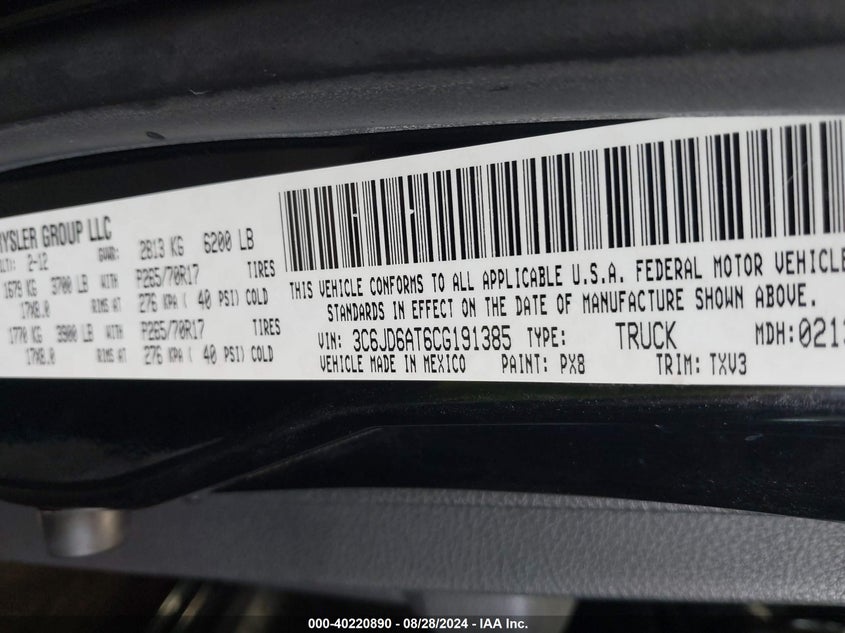 RYSLER GROUP LLC
LT: 2-12 GVWR: 2813 KG 6200 LB
1679 KG 3700 LB WITH P265/70R17 TIRES
17X8.0 RIMS AT 276 KPA ( 40 PSI) COLD
1770 KG 3900 LB WITH P265/70R17 TIRES
17X8.0 RIMS AT 276 KPA ( 40 PSI) COLD
THIS VEHICLE CONFORMS TO ALL APPLICABLE U.S.A. FEDERAL MOTOR VEHICLE
STANDARDS IN EFFECT ON THE DATE OF MANUFACTURE SHOWN ABOVE.
VIN: 3C6JD6AT6CG191385 TYPE: TRUCK MDH:0213
VEHICLE MADE IN MEXICO PAINT: PX8 TRIM: TXV3
000-40220890 - 08/28/2024 - IAA Inc.